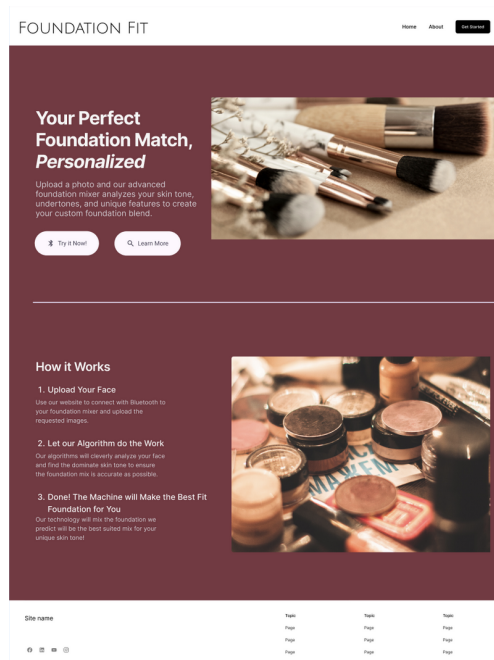 FOUNDATION FIT
Home About Get Started
Your Perfect
Foundation Match,
Personalized
Upload a photo and our advanced
foundation mixer analyzes your skin tone,
undertones, and unique features to create
your custom foundation blend.
Try it Now! Learn More
How it Works
1. Upload Your Face
Use our website to connect with Bluetooth to
your foundation mixer and upload the
requested images.
2. Let our Algorithm do the Work
Our algorithms will cleverly analyze your face
and find the dominate skin tone to ensure
the foundation mix is accurate as possible.
3. Done! The Machine will Make the Best Fit
Foundation for You
Our technology will mix the foundation we
predict will be the best suited mix for your
unique skin tone!
Site name
Topic Topic Topic
Page Page Page
Page Page Page
Page Page Page